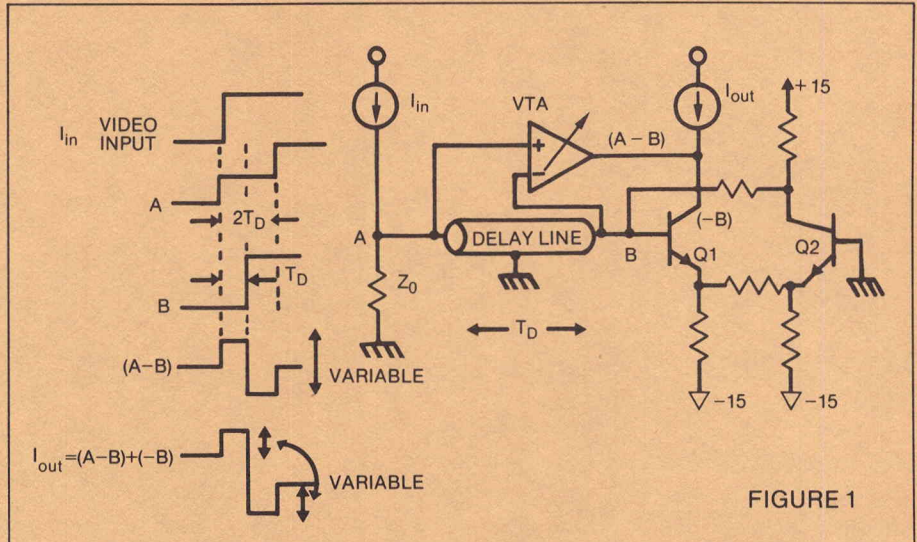 I_in VIDEO INPUT
A
2T_D
T_D
B
(A−B)
VARIABLE
I_out =(A−B)+(−B)
VARIABLE
I_in
A
Z_0
VTA
+
−
(A − B)
DELAY LINE
T_D
B
I_out
(−B)
Q1
+ 15
Q2
−15
−15
FIGURE 1